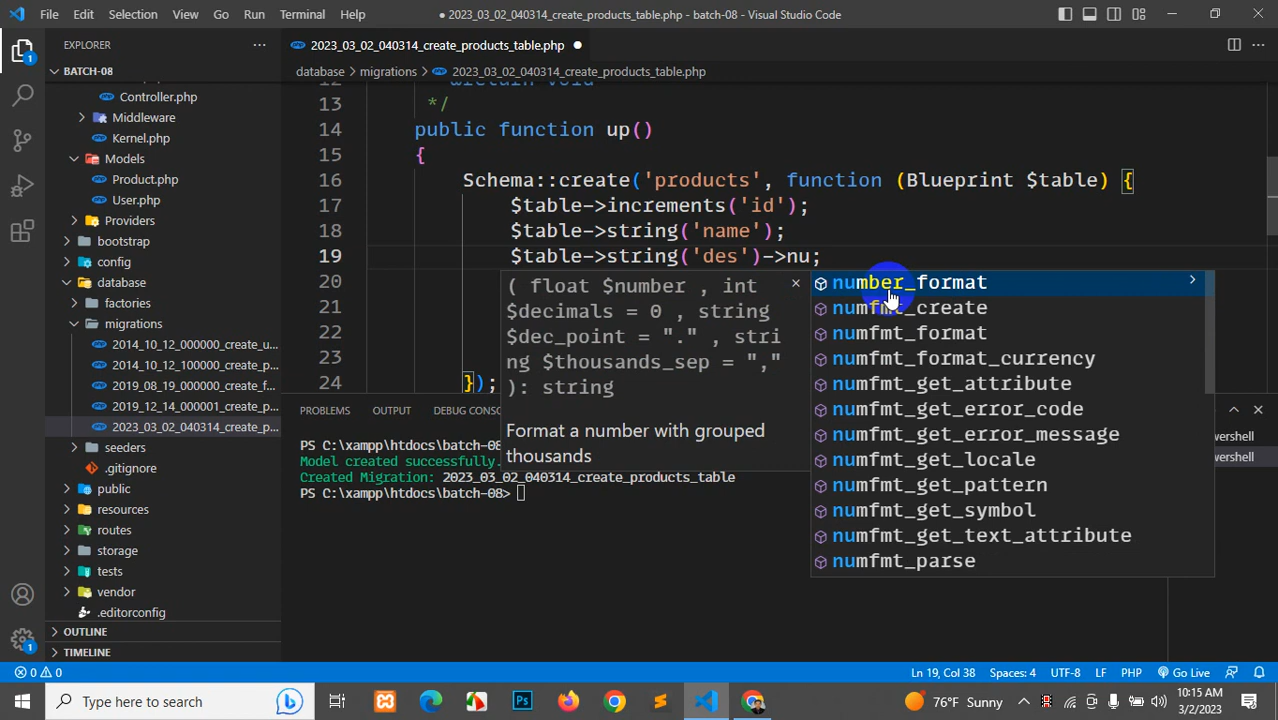 File Edit Selection View Go Run Terminal Help
● 2023_03_02_040314_create_products_table.php - batch-08 - Visual Studio Code
EXPLORER
2023_03_02_040314_create_products_table.php
BATCH-08
database > migrations > 2023_03_02_040314_create_products_table.php
Controller.php
Middleware
Kernel.php
Models
Product.php
User.php
Providers
bootstrap
config
database
factories
migrations
2014_10_12_000000_create_u...
2014_10_12_100000_create_p...
2019_08_19_000000_create_f...
2019_12_14_000001_create_p...
2023_03_02_040314_create_p...
seeders
.gitignore
public
resources
routes
storage
tests
vendor
.editorconfig
OUTLINE
TIMELINE
13 */
14 public function up()
15 {
16 Schema::create('products', function (Blueprint $table) {
17 $table->increments('id');
18 $table->string('name');
19 $table->string('des')->nu;
20
21
22
23
24 });
( float $number , int
$decimals = 0 , string
$dec_point = "." , stri
ng $thousands_sep = ","
): string
Format a number with grouped
thousands
number_format
numfmt_create
numfmt_format
numfmt_format_currency
numfmt_get_attribute
numfmt_get_error_code
numfmt_get_error_message
numfmt_get_locale
numfmt_get_pattern
numfmt_get_symbol
numfmt_get_text_attribute
numfmt_parse
PROBLEMS OUTPUT DEBUG CONSO
PS C:\xampp\htdocs\batch-08
Model created successfully.
Created Migration: 2023_03_02_040314_create_products_table
PS C:\xampp\htdocs\batch-08>
wershell
wershell
0 0
Ln 19, Col 38 Spaces: 4 UTF-8 LF PHP Go Live
Type here to search
76°F Sunny
10:15 AM
3/2/2023